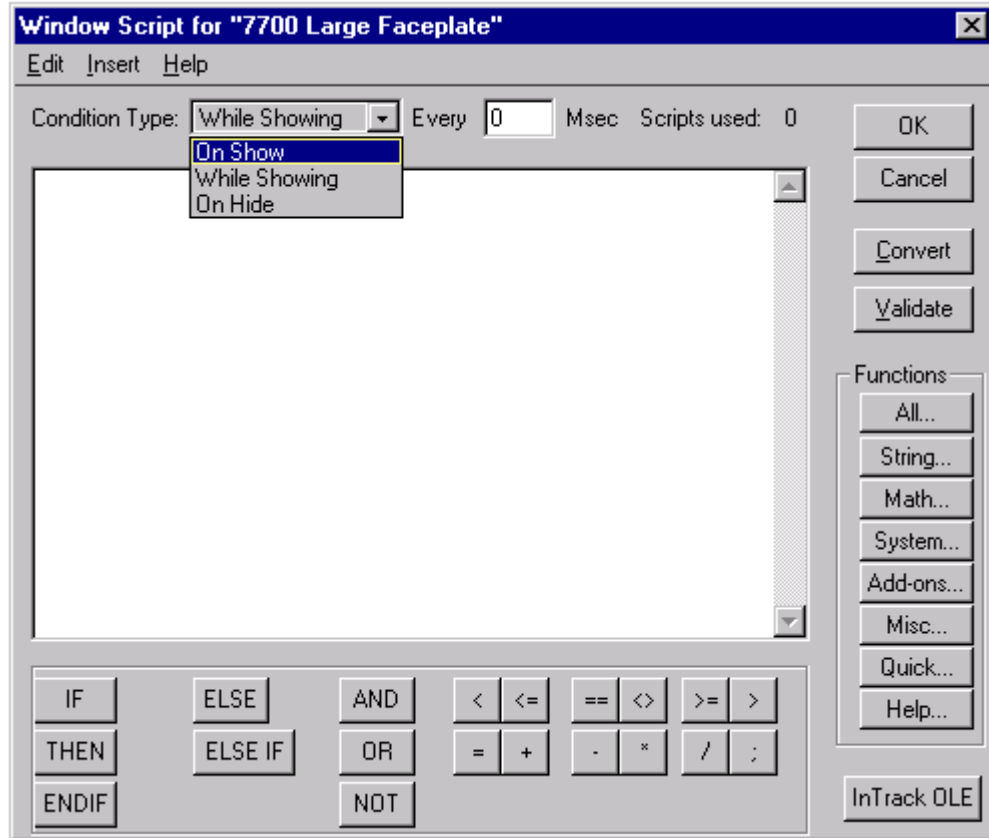 Window Script for "7700 Large Faceplate"
Edit Insert Help
Condition Type: While Showing Every 0 Msec Scripts used: 0
On Show
While Showing
On Hide
OK
Cancel
Convert
Validate
Functions
All...
String...
Math...
System...
Add-ons...
Misc...
Quick...
Help...
IF ELSE AND < <= == <> >= >
THEN ELSE IF OR = + - * / ;
ENDIF NOT
InTrack OLE